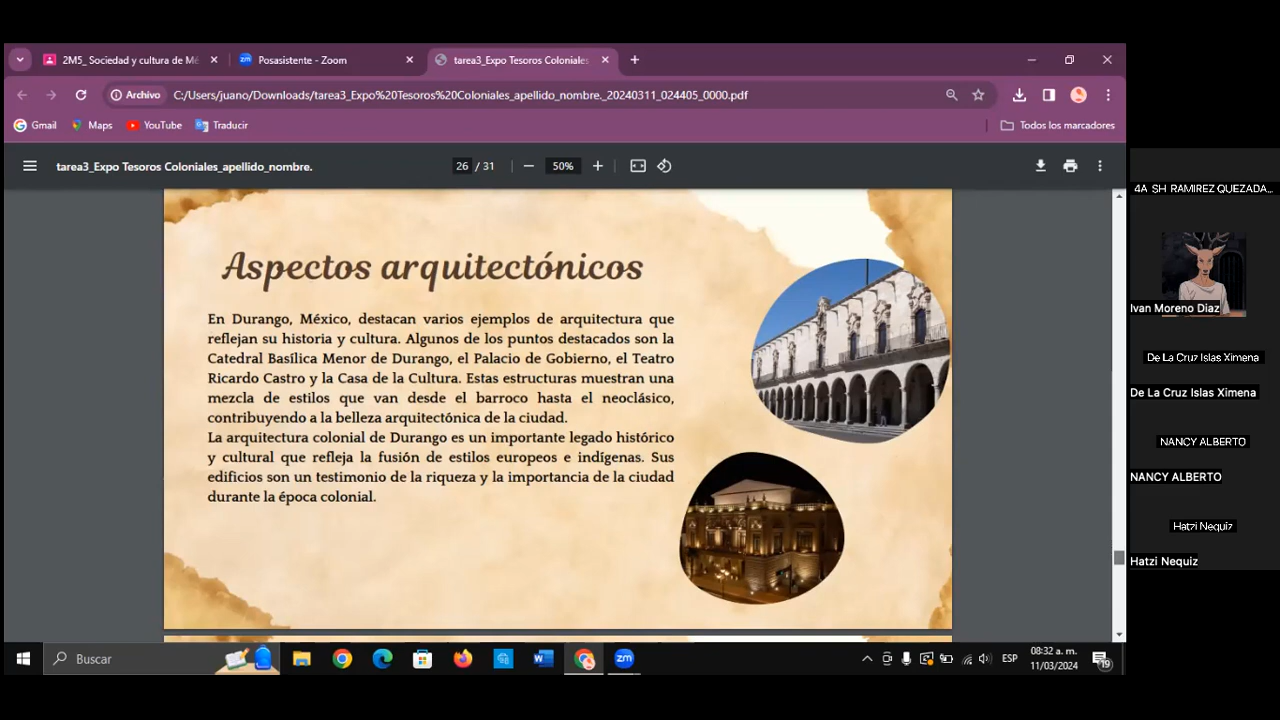 2M5_ Sociedad y cultura de Mé
Posasistente - Zoom
tarea3_Expo Tesoros Coloniales
Archivo
C:/Users/juano/Downloads/tarea3_Expo%20Tesoros%20Coloniales_apellido_nombre._20240311_024405_0000.pdf
Gmail
Maps
YouTube
Traducir
Todos los marcadores
tarea3_Expo Tesoros Coloniales_apellido_nombre.
26 / 31
50%
Aspectos arquitectónicos
En Durango, México, destacan varios ejemplos de arquitectura que
reflejan su historia y cultura. Algunos de los puntos destacados son la
Catedral Basílica Menor de Durango, el Palacio de Gobierno, el Teatro
Ricardo Castro y la Casa de la Cultura. Estas estructuras muestran una
mezcla de estilos que van desde el barroco hasta el neoclásico,
contribuyendo a la belleza arquitectónica de la ciudad.
La arquitectura colonial de Durango es un importante legado histórico
y cultural que refleja la fusión de estilos europeos e indígenas. Sus
edificios son un testimonio de la riqueza y la importancia de la ciudad
durante la época colonial.
4A SH RAMIREZ QUEZADA...
Ivan Moreno Diaz
De La Cruz Islas Ximena
De La Cruz Islas Ximena
NANCY ALBERTO
NANCY ALBERTO
Hatzi Nequiz
Hatzi Nequiz
Buscar
ESP
08:32 a. m.
11/03/2024
19